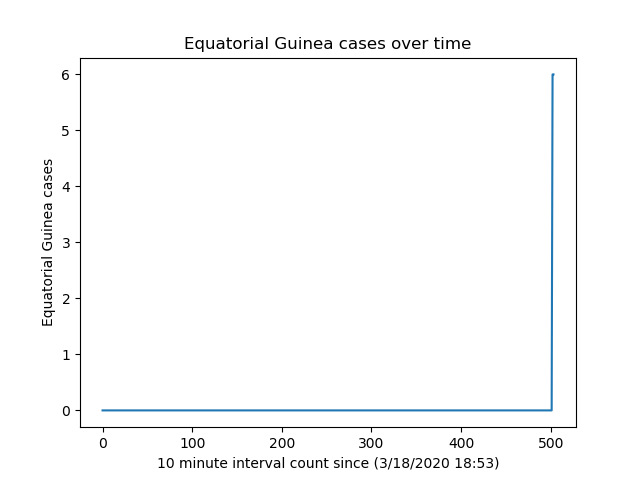 Equatorial Guinea cases over time
Equatorial Guinea cases
6
5
4
3
2
1
0
0 100 200 300 400 500
10 minute interval count since (3/18/2020 18:53)